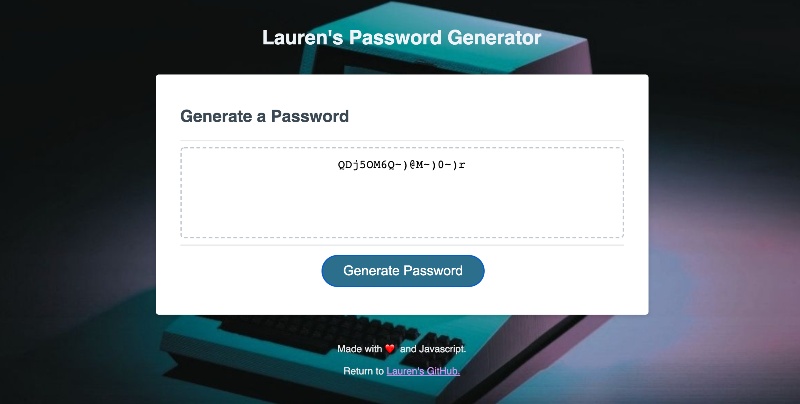 Lauren's Password Generator
Generate a Password
QDj5OM6Q-)@M-)0-)r
Generate Password
Made with ❤️ and Javascript.
Return to Lauren's GitHub.